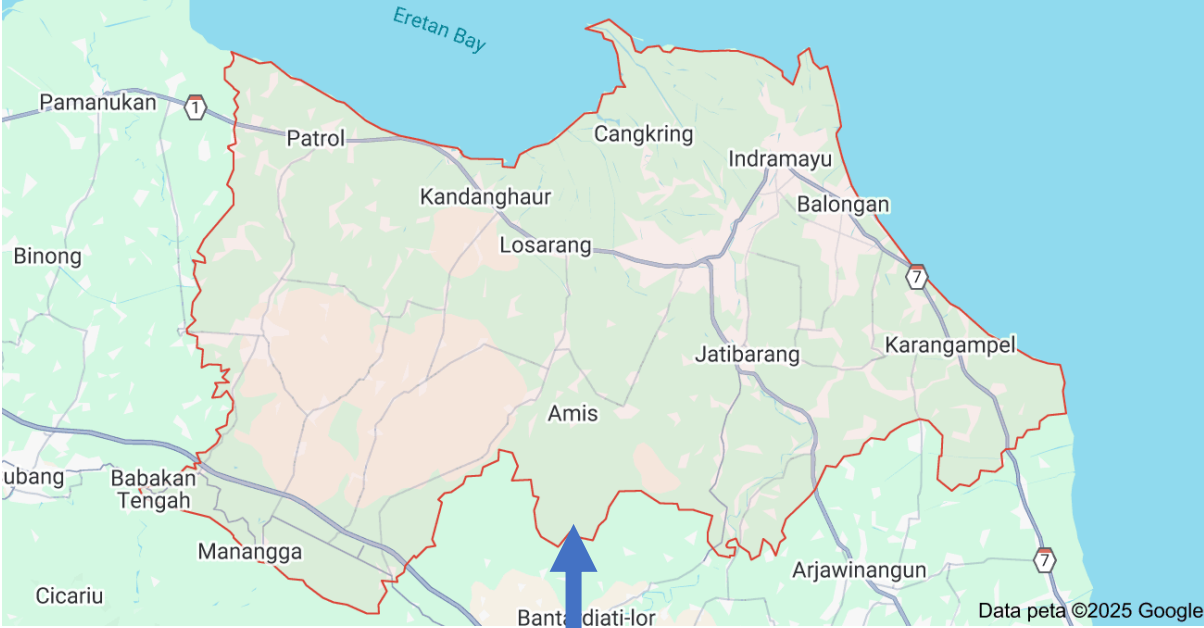 Eretan Bay
Pamanukan
1
Patrol
Cangkring
Indramayu
Kandanghaur
Balongan
Losarang
Binong
7
Karangampel
Jatibarang
Amis
ubang
Babakan
Tengah
Manangga
7
Arjawinangun
Cicariu
Data peta ©2025 Google